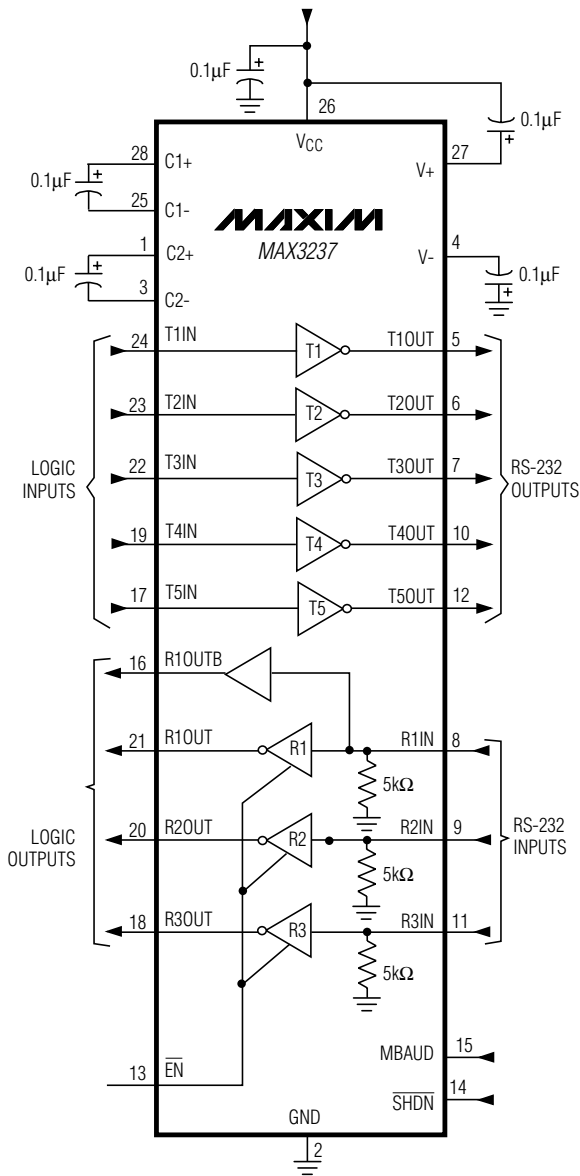 0.1µF +
26
VCC
+ 0.1µF
28 C1+
27 V+
0.1µF +
25 C1-
MAXIM
MAX3237
1 C2+
4 V-
0.1µF +
3 C2-
+ 0.1µF
24 T1IN T1 T1OUT 5
23 T2IN T2 T2OUT 6
LOGIC
INPUTS
22 T3IN T3 T3OUT 7
RS-232
OUTPUTS
19 T4IN T4 T4OUT 10
17 T5IN T5 T5OUT 12
16 R1OUTB
21 R1OUT R1 R1IN 8
5kΩ
LOGIC
OUTPUTS
20 R2OUT R2 R2IN 9
RS-232
INPUTS
5kΩ
18 R3OUT R3 R3IN 11
5kΩ
MBAUD 15
13 EN
SHDN 14
GND
2